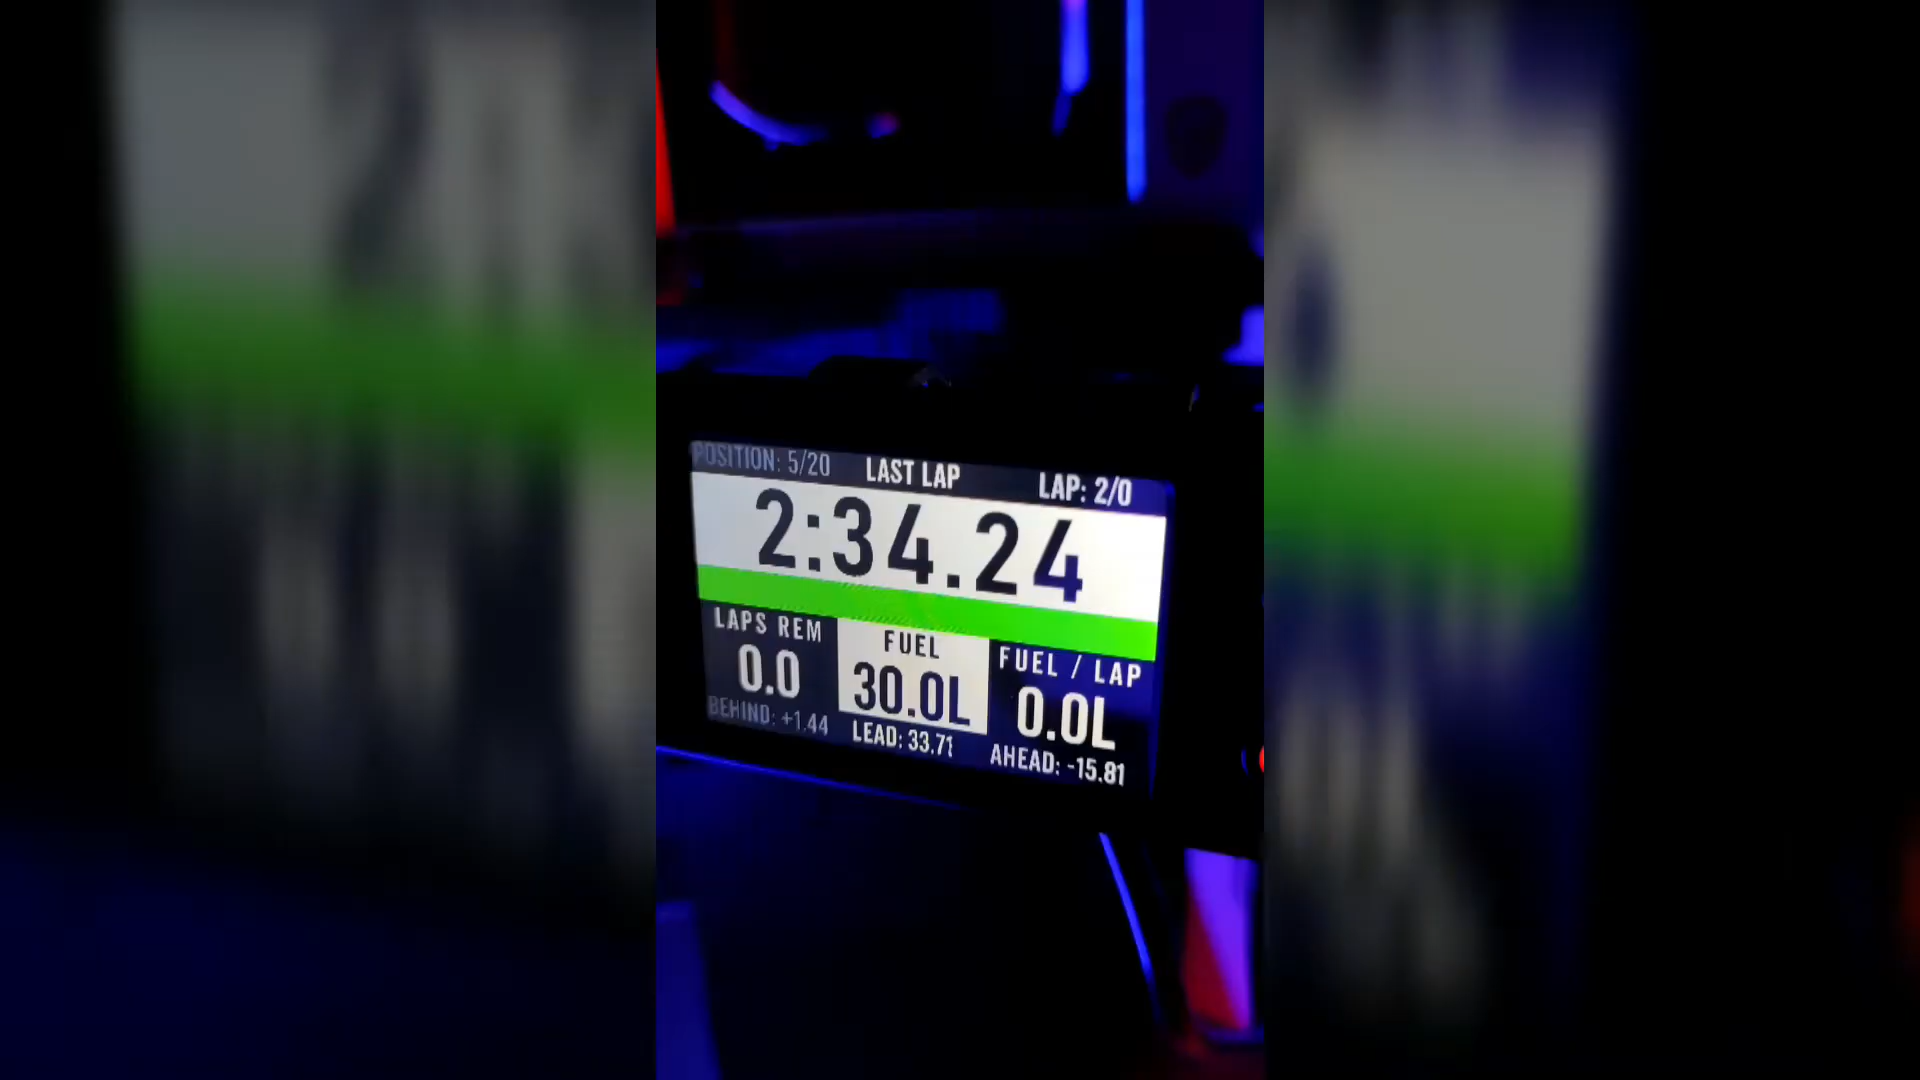 POSITION: 5/20 LAST LAP LAP: 2/0
2:34.24
LAPS REM FUEL FUEL / LAP
0.0 30.0L 0.0L
BEHIND: +1.44 LEAD: 33.71 AHEAD: -15.81